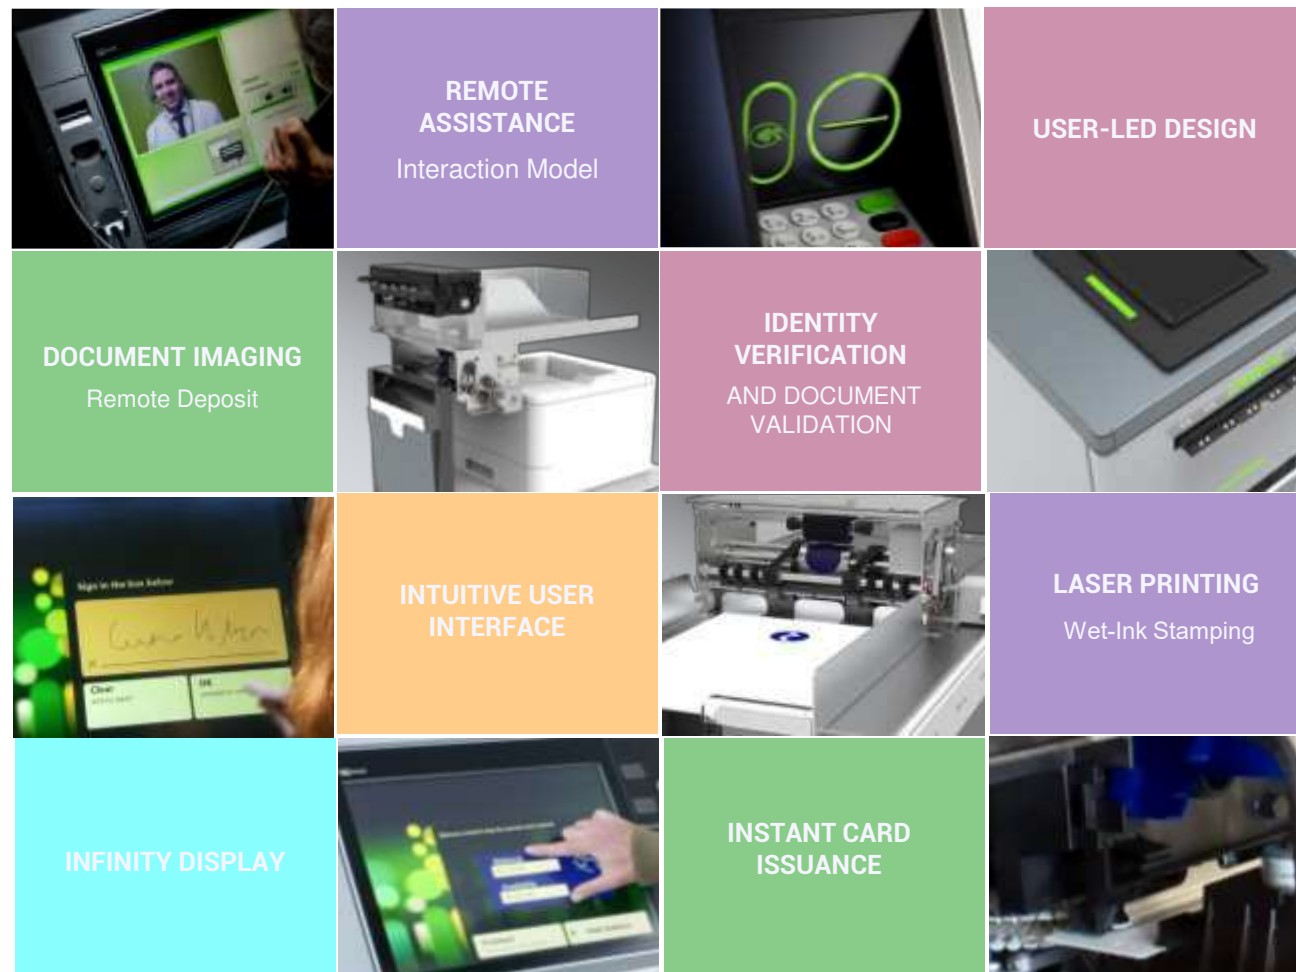 REMOTE
ASSISTANCE
Interaction Model
USER-LED DESIGN
DOCUMENT IMAGING
Remote Deposit
IDENTITY
VERIFICATION
AND DOCUMENT
VALIDATION
Sign in the box below
Clear
INTUITIVE USER
INTERFACE
LASER PRINTING
Wet-Ink Stamping
INFINITY DISPLAY
INSTANT CARD
ISSUANCE